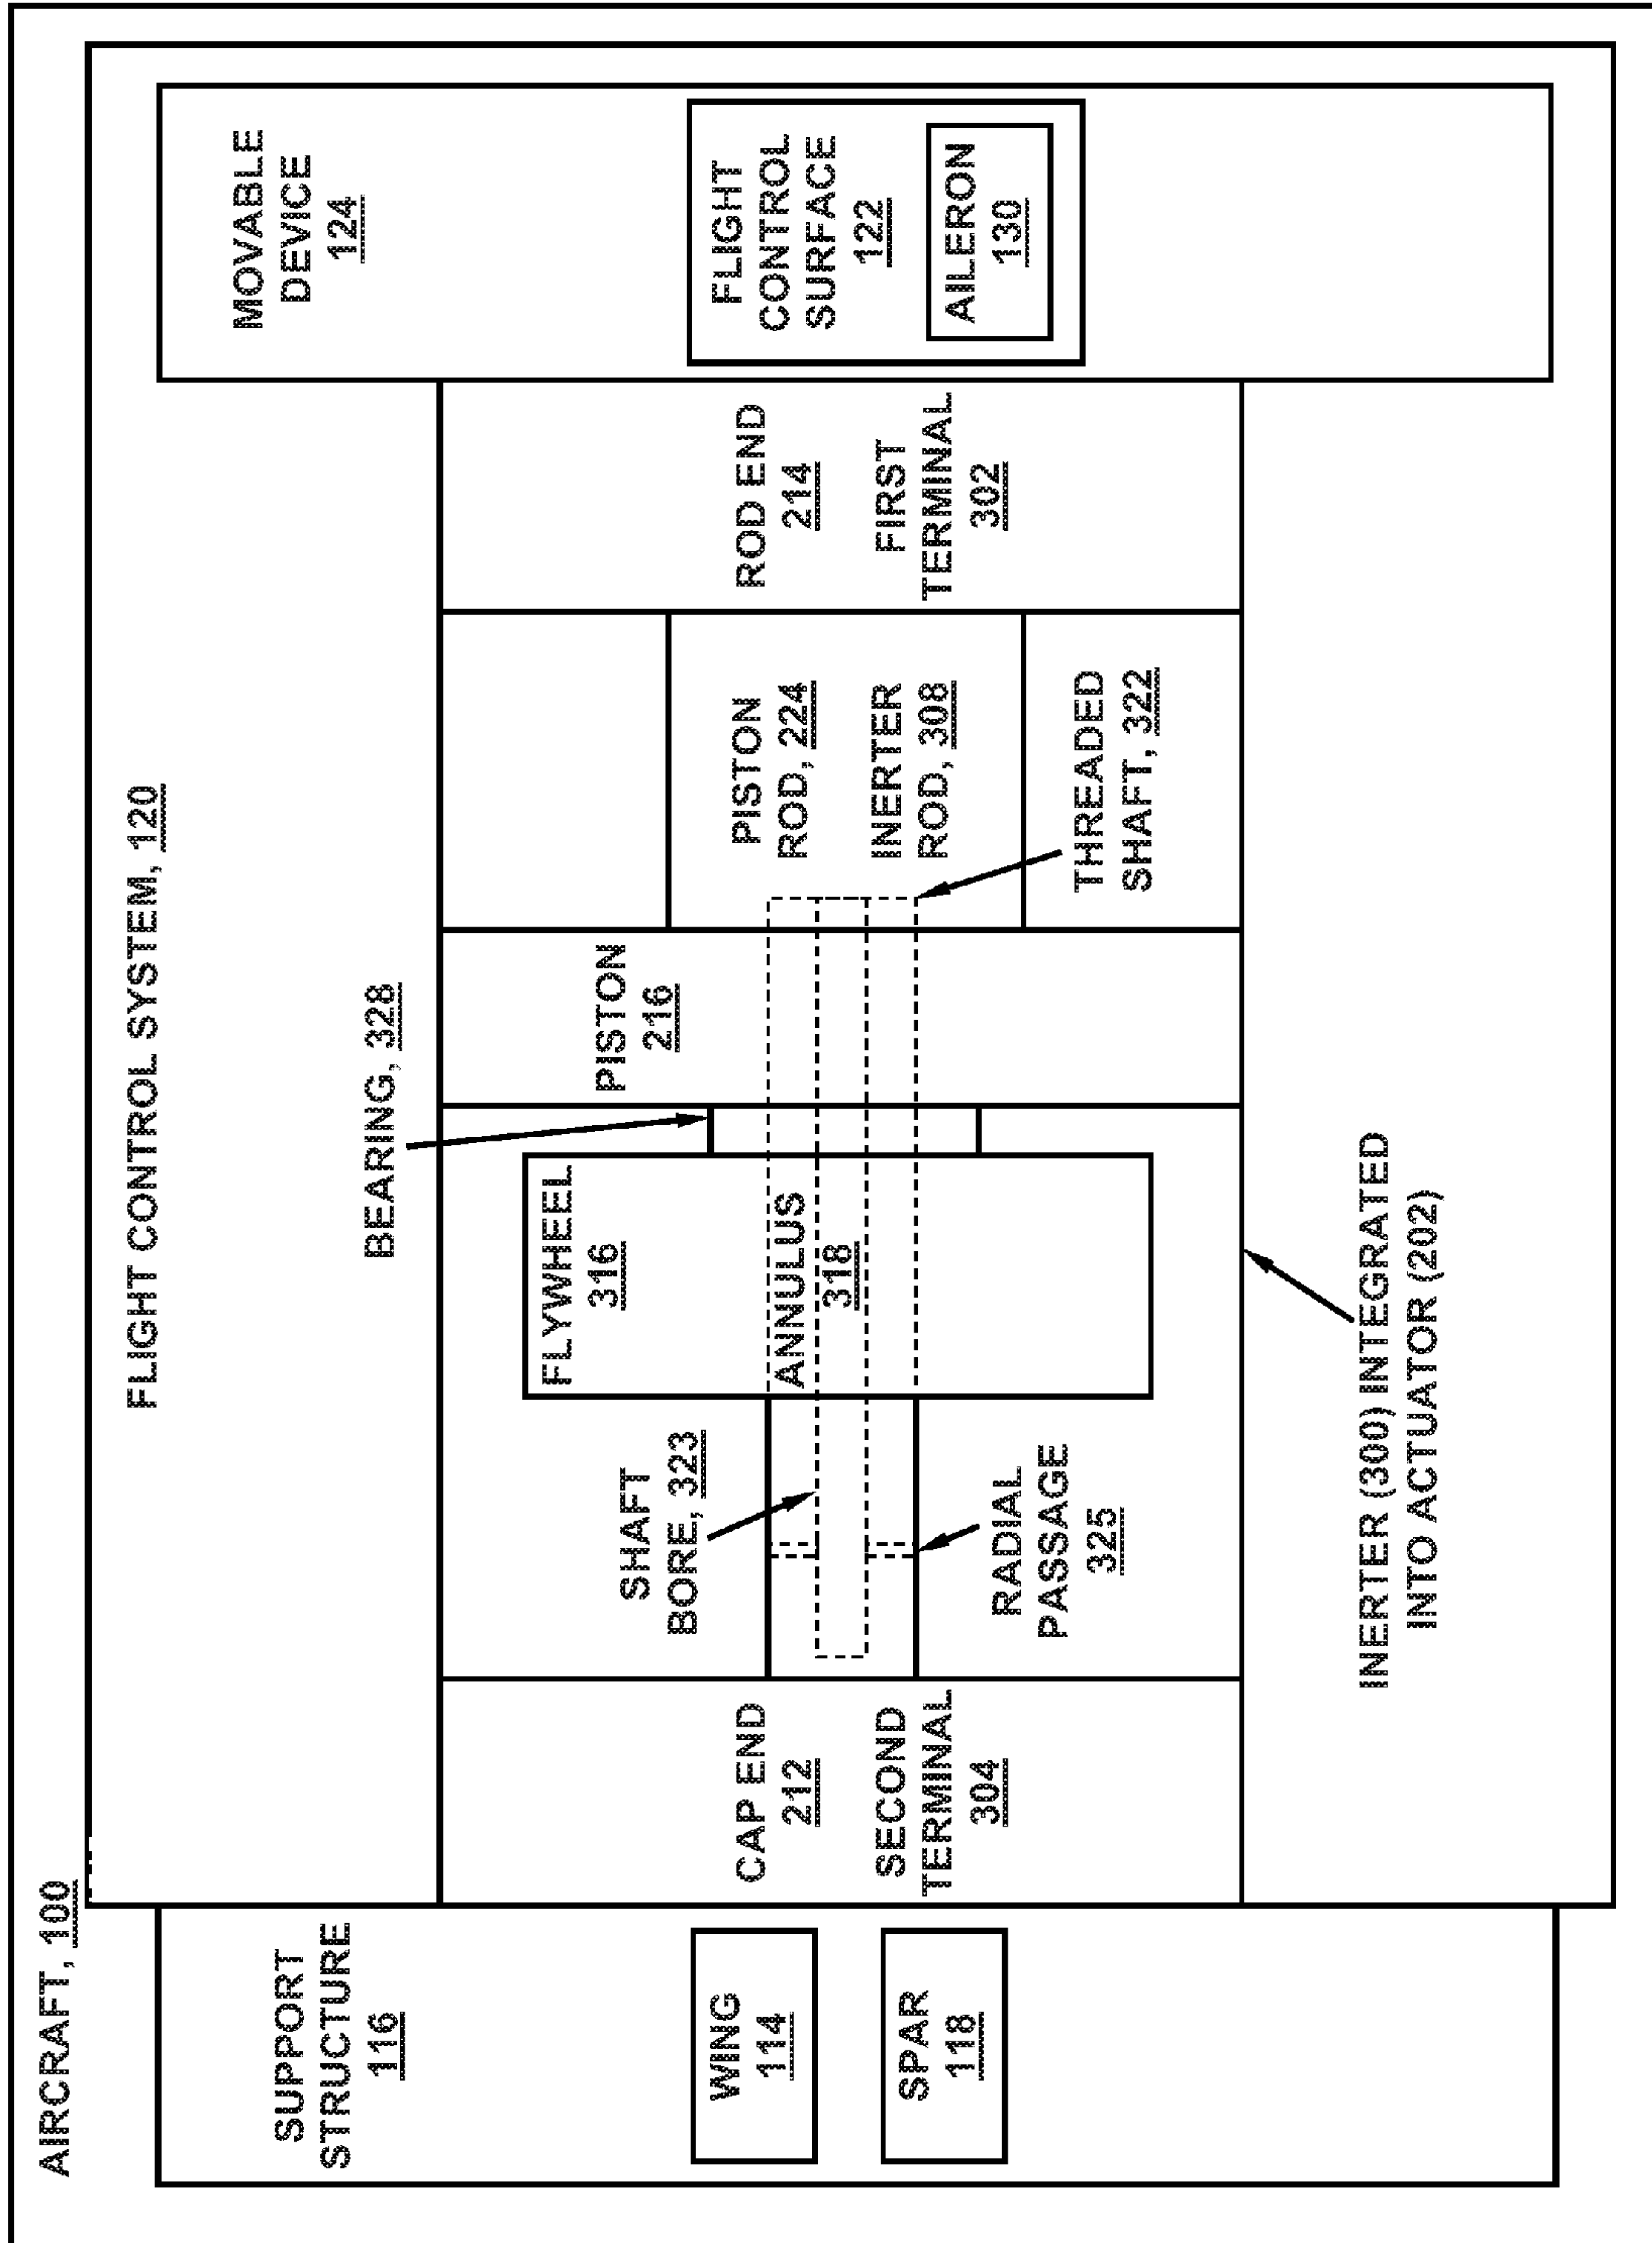 AIRCRAFT, 100
SUPPORT
STRUCTURE
116
WING
114
SPAR
118
FLIGHT CONTROL SYSTEM, 120
CAP END
212
SECOND
TERMINAL
304
SHAFT
BORE, 323
RADIAL
PASSAGE
325
FLYWHEEL
316
ANNULUS
318
BEARING, 328
PISTON
216
PISTON
ROD, 224
INERTER
ROD, 308
THREADED
SHAFT, 322
ROD END
214
FIRST
TERMINAL
302
MOVABLE
DEVICE
124
FLIGHT
CONTROL
SURFACE
122
AILERON
130
INERTER (300) INTEGRATED
INTO ACTUATOR (202)